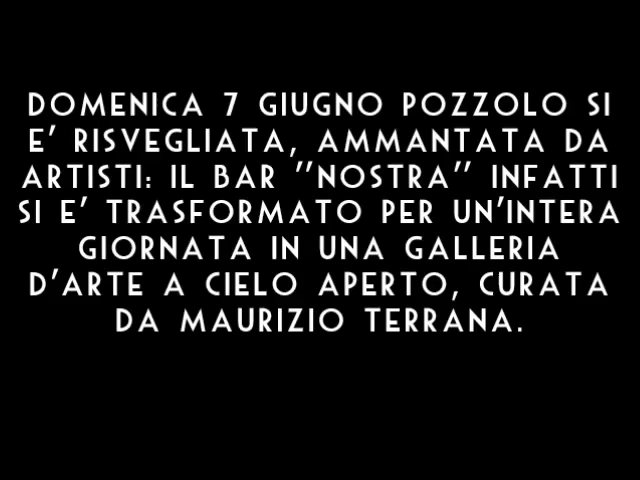 DOMENICA 7 GIUGNO POZZOLO SI
E' RISVEGLIATA, AMMANTATA DA
ARTISTI: IL BAR "NOSTRA" INFATTI
SI E' TRASFORMATO PER UN'INTERA
GIORNATA IN UNA GALLERIA
D'ARTE A CIELO APERTO, CURATA
DA MAURIZIO TERRANA.